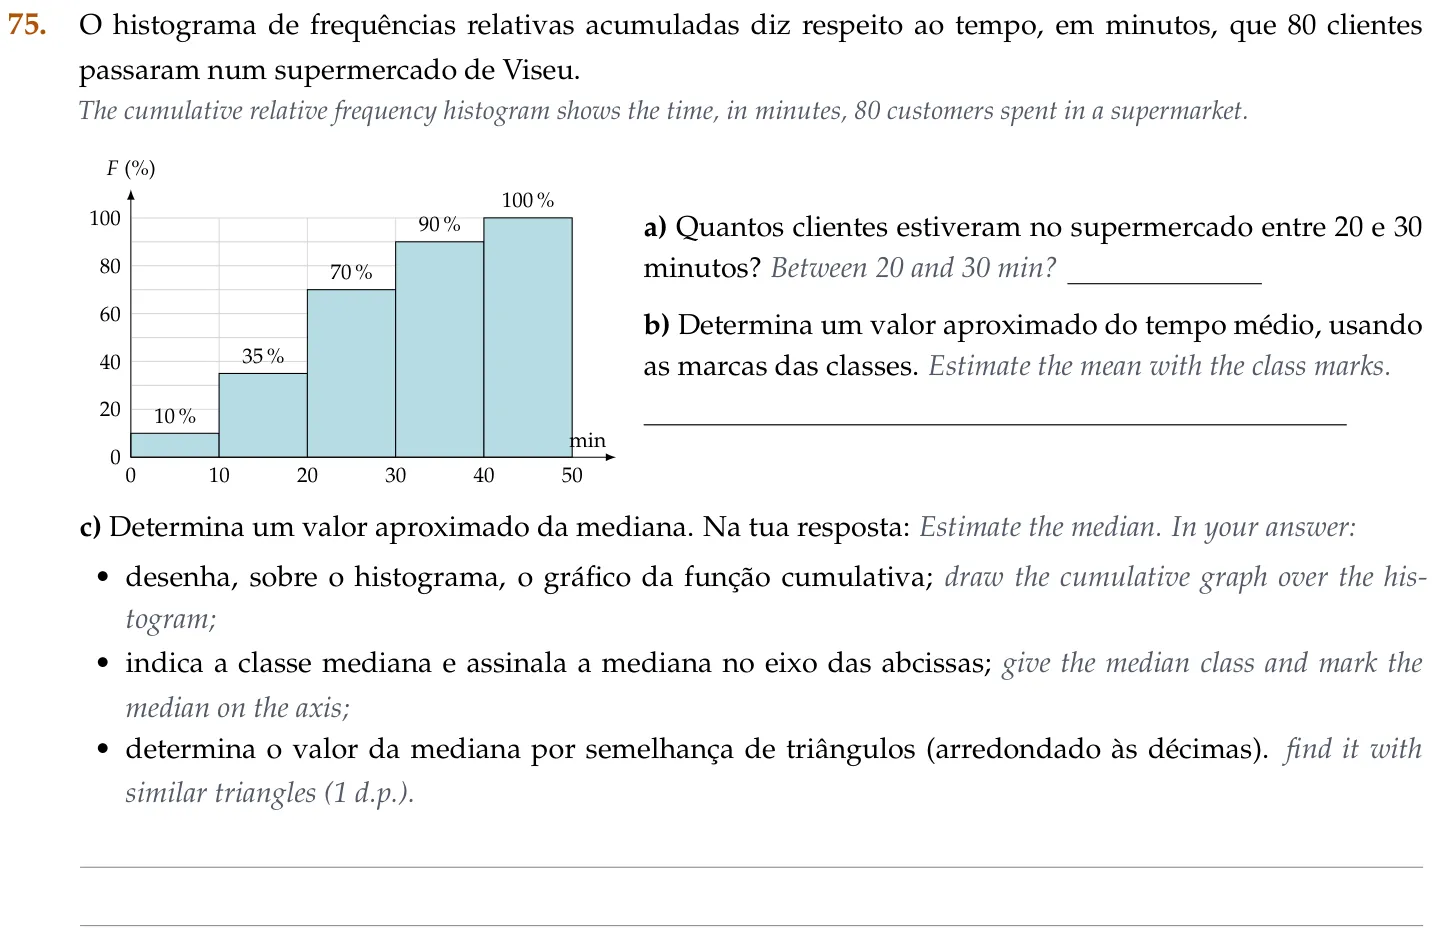 75. O histograma de frequências relativas acumuladas diz respeito ao tempo, em minutos, que 80 clientes
passaram num supermercado de Viseu.
The cumulative relative frequency histogram shows the time, in minutes, 80 customers spent in a supermarket.
F (%)
100 %
100
90 %
80
70 %
60
40
35 %
20
10 %
min
0
0 10 20 30 40 50
a) Quantos clientes estiveram no supermercado entre 20 e 30
minutos? Between 20 and 30 min?
b) Determina um valor aproximado do tempo médio, usando
as marcas das classes. Estimate the mean with the class marks.
c) Determina um valor aproximado da mediana. Na tua resposta: Estimate the median. In your answer:
• desenha, sobre o histograma, o gráfico da função cumulativa; draw the cumulative graph over the his-
togram;
• indica a classe mediana e assinala a mediana no eixo das abcissas; give the median class and mark the
median on the axis;
• determina o valor da mediana por semelhança de triângulos (arredondado às décimas). find it with
similar triangles (1 d.p.).